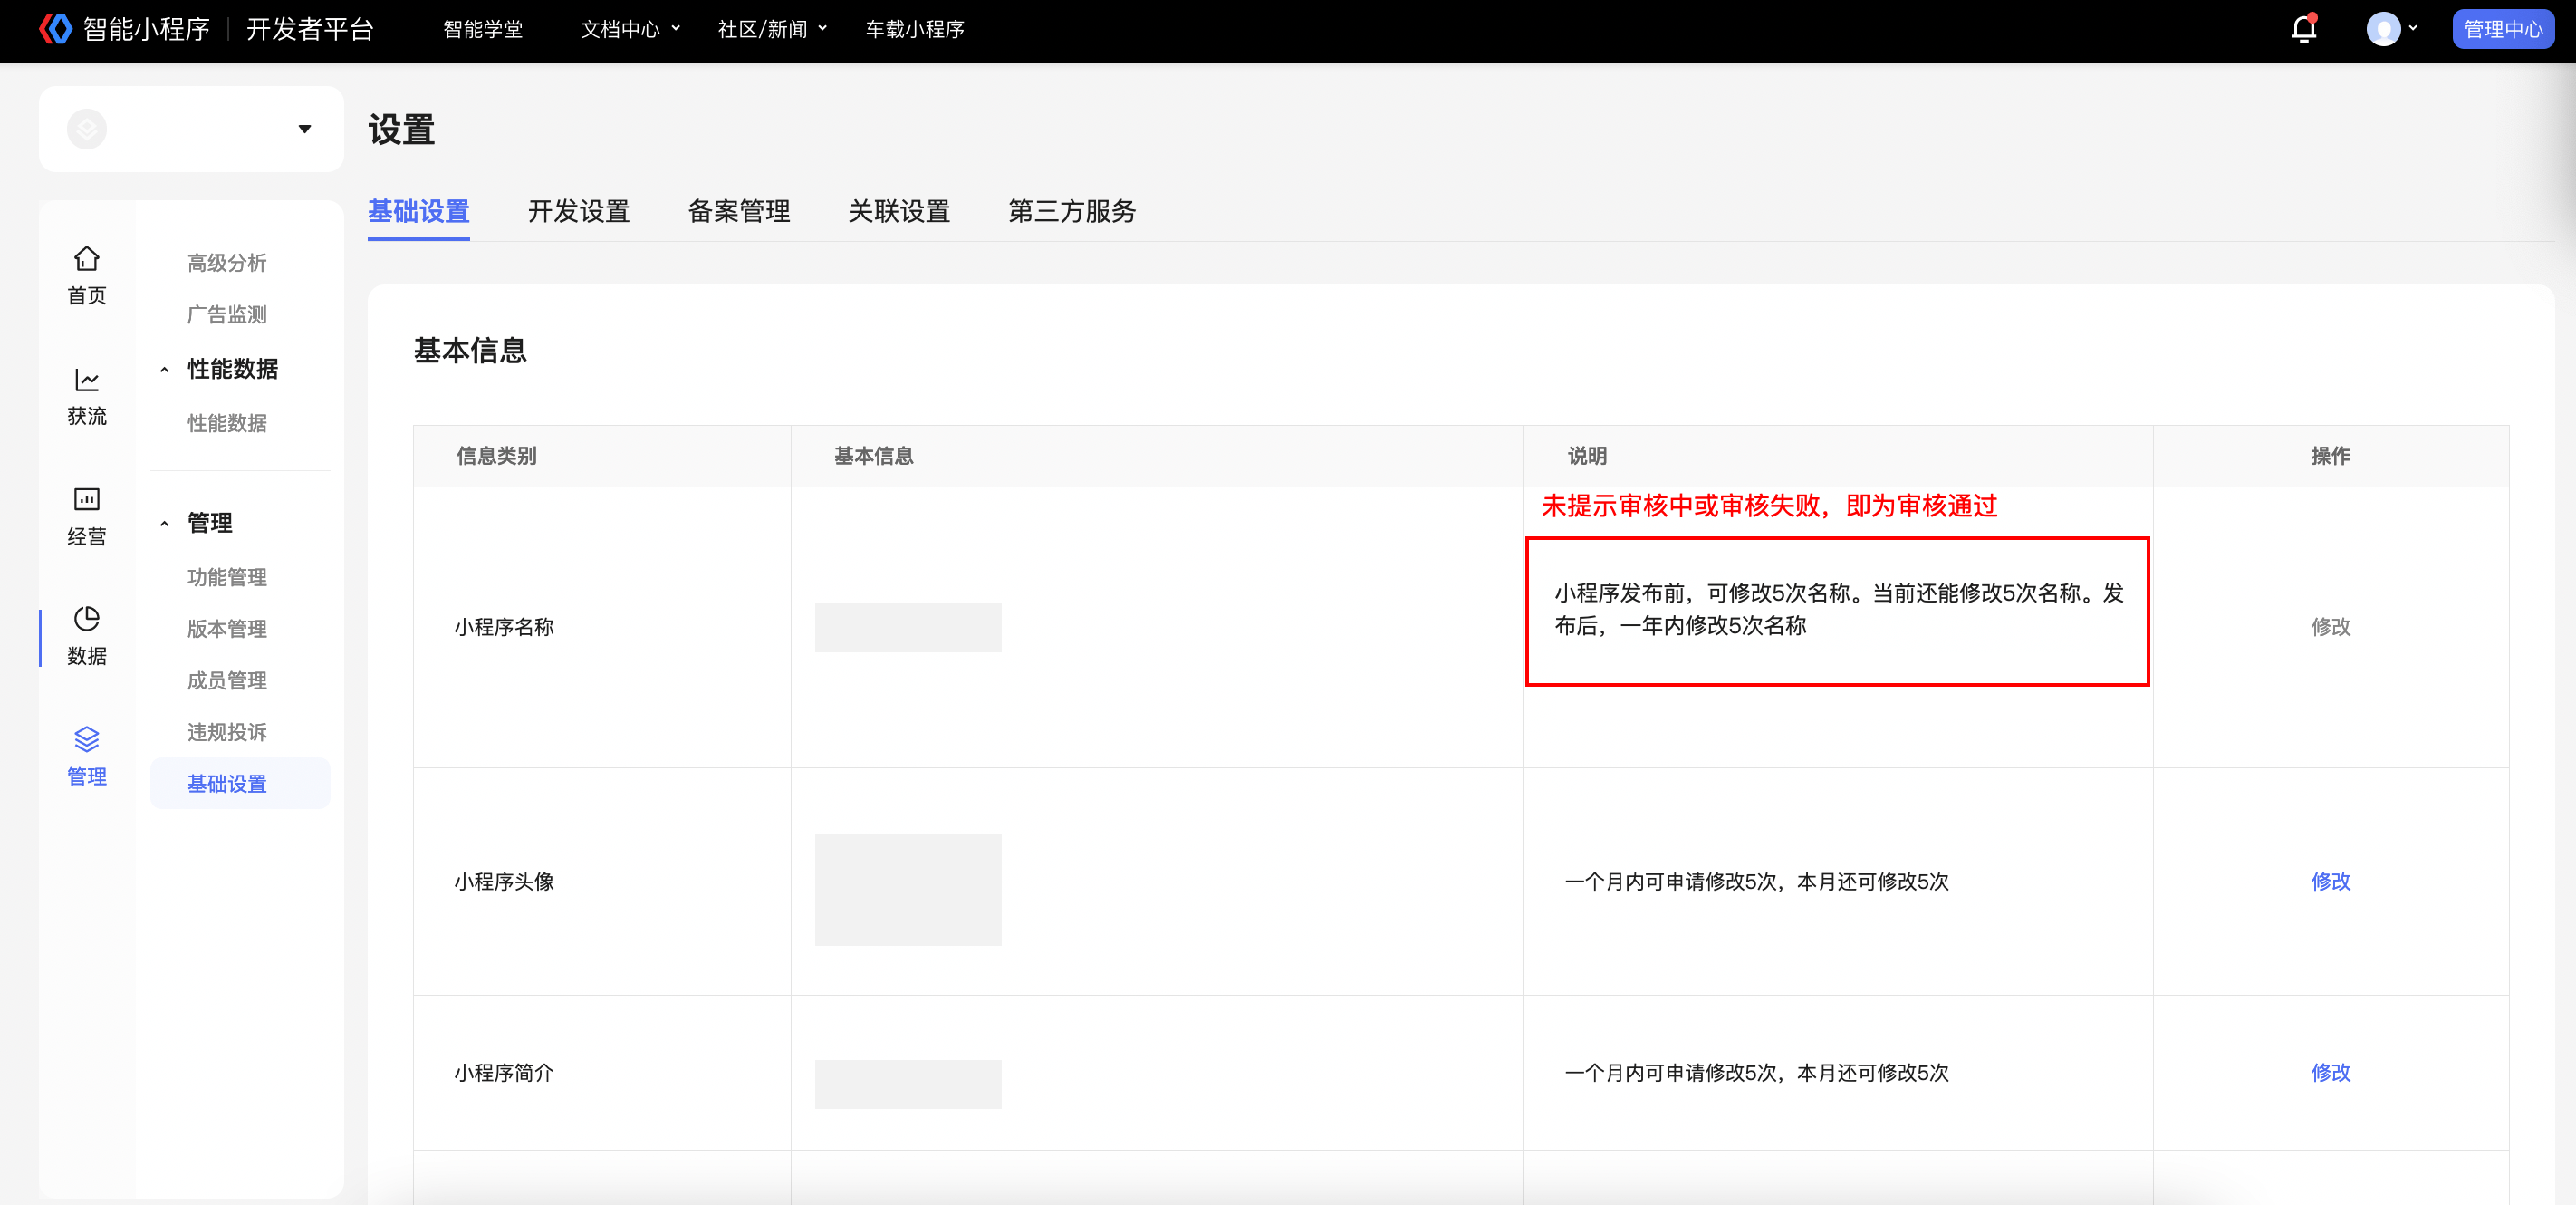 智能小程序 | 开发者平台 智能学堂 文档中心 社区/新闻 车载小程序 管理中心
设置
基础设置 开发设置 备案管理 关联设置 第三方服务
首页
获流
经营
数据
管理
高级分析
广告监测
性能数据
性能数据
管理
功能管理
版本管理
成员管理
违规投诉
基础设置
基本信息
信息类别 基本信息 说明 操作
未提示审核中或审核失败，即为审核通过
小程序名称
小程序发布前，可修改5次名称。当前还能修改5次名称。发
布后，一年内修改5次名称
修改
小程序头像 一个月内可申请修改5次，本月还可修改5次 修改
小程序简介 一个月内可申请修改5次，本月还可修改5次 修改